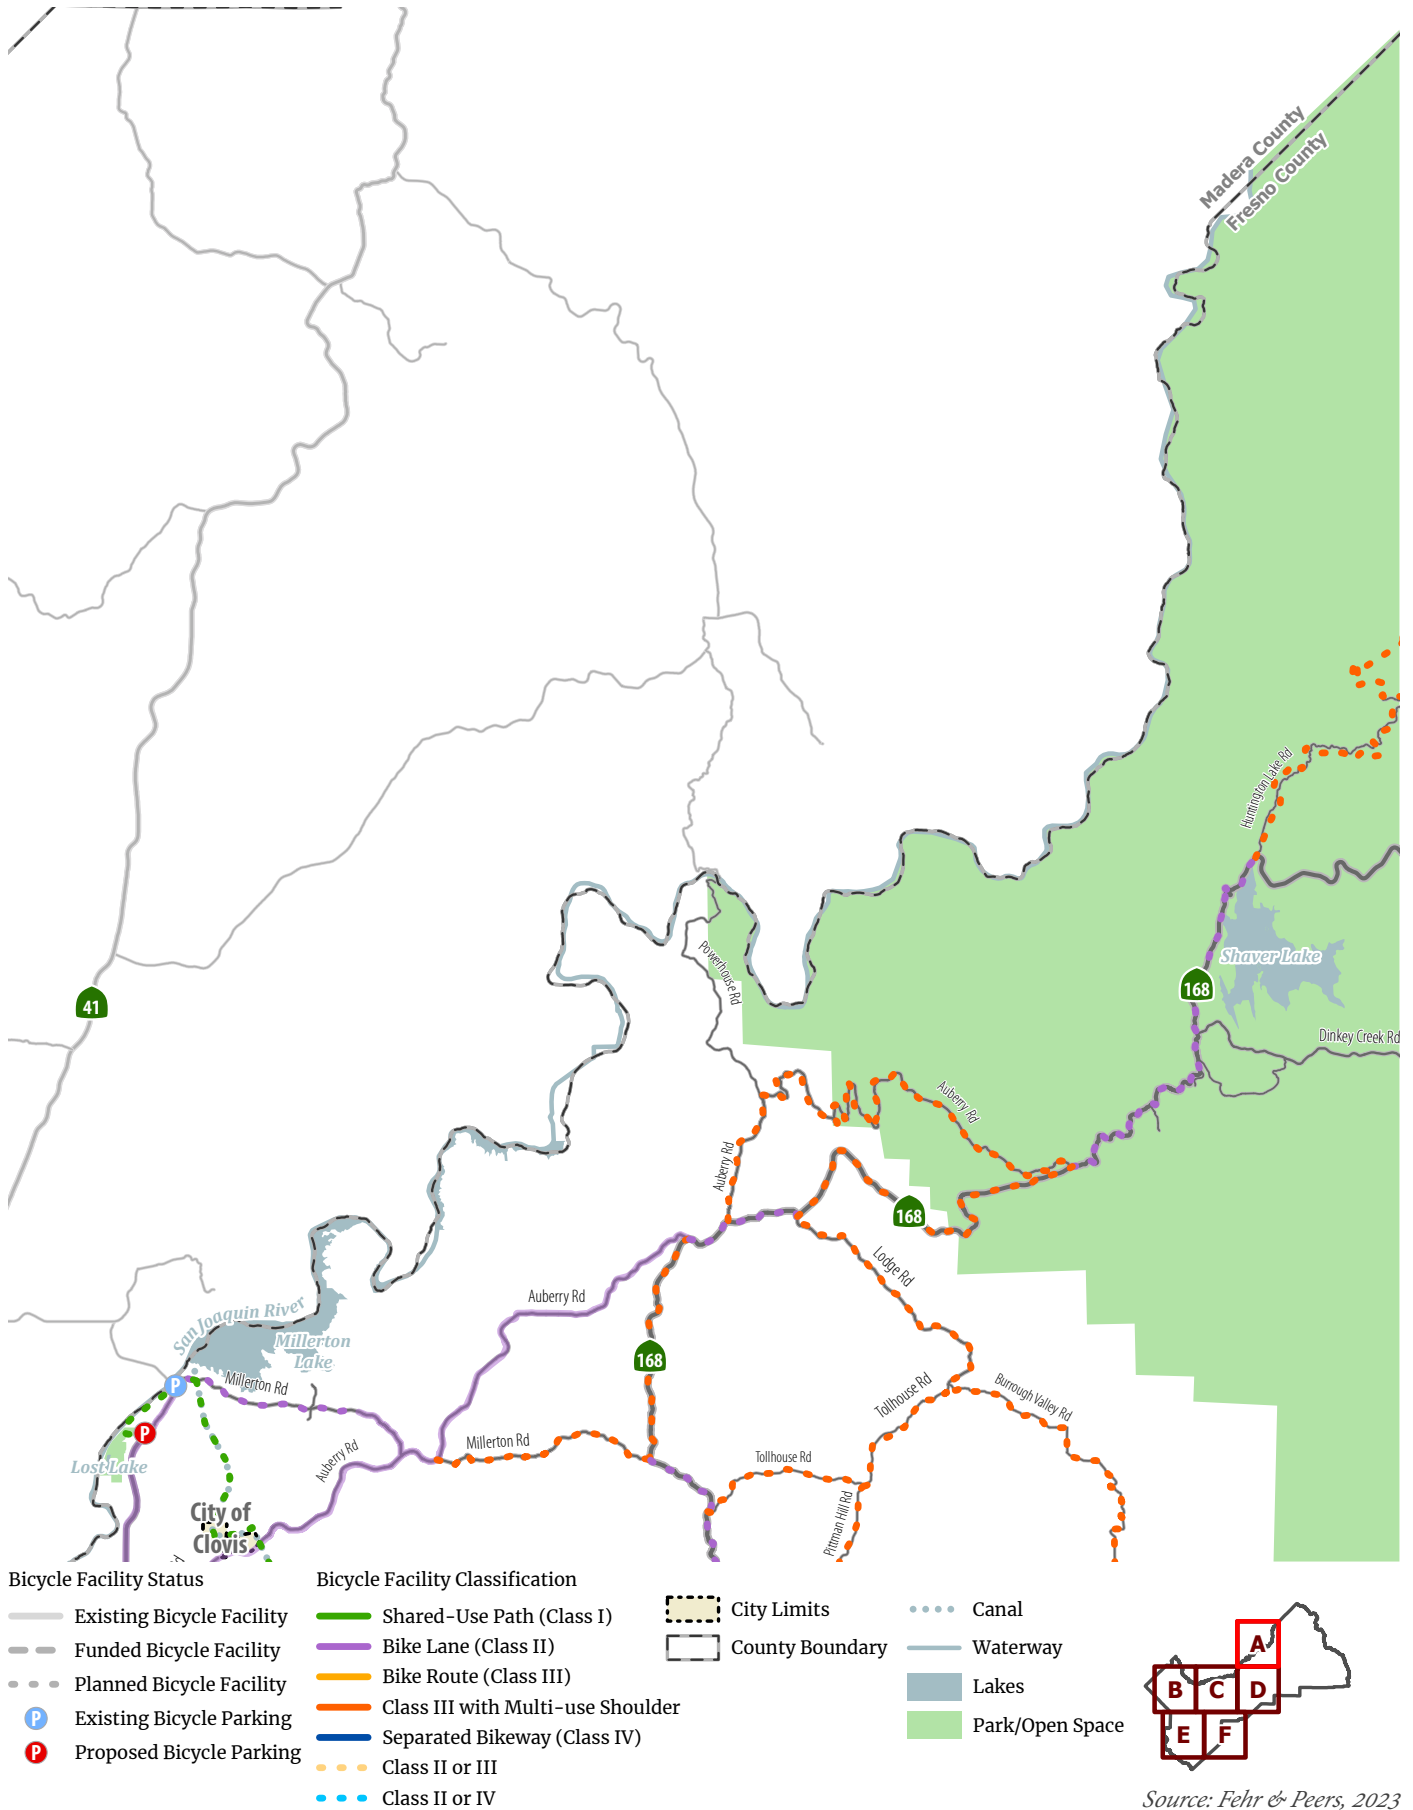 Madera County
Fresno County
Huntington Lake Rd
Shaver Lake
168
Dinkey Creek Rd
Powerhouse Rd
41
Auberry Rd
Auberry Rd
168
Lodge Rd
Auberry Rd
San Joaquin River
Millerton
Lake
168
P
Millerton Rd
Tollhouse Rd
Burrough Valley Rd
P
Auberry Rd
Millerton Rd
Tollhouse Rd
Lost Lake
Pittman Hill Rd
City of
Clovis
Bicycle Facility Status
Existing Bicycle Facility
Funded Bicycle Facility
Planned Bicycle Facility
P Existing Bicycle Parking
P Proposed Bicycle Parking
Bicycle Facility Classification
Shared-Use Path (Class I)
Bike Lane (Class II)
Bike Route (Class III)
Class III with Multi-use Shoulder
Separated Bikeway (Class IV)
Class II or III
Class II or IV
City Limits
County Boundary
Canal
Waterway
Lakes
Park/Open Space
A
B C D
E F
Source: Fehr & Peers, 2023